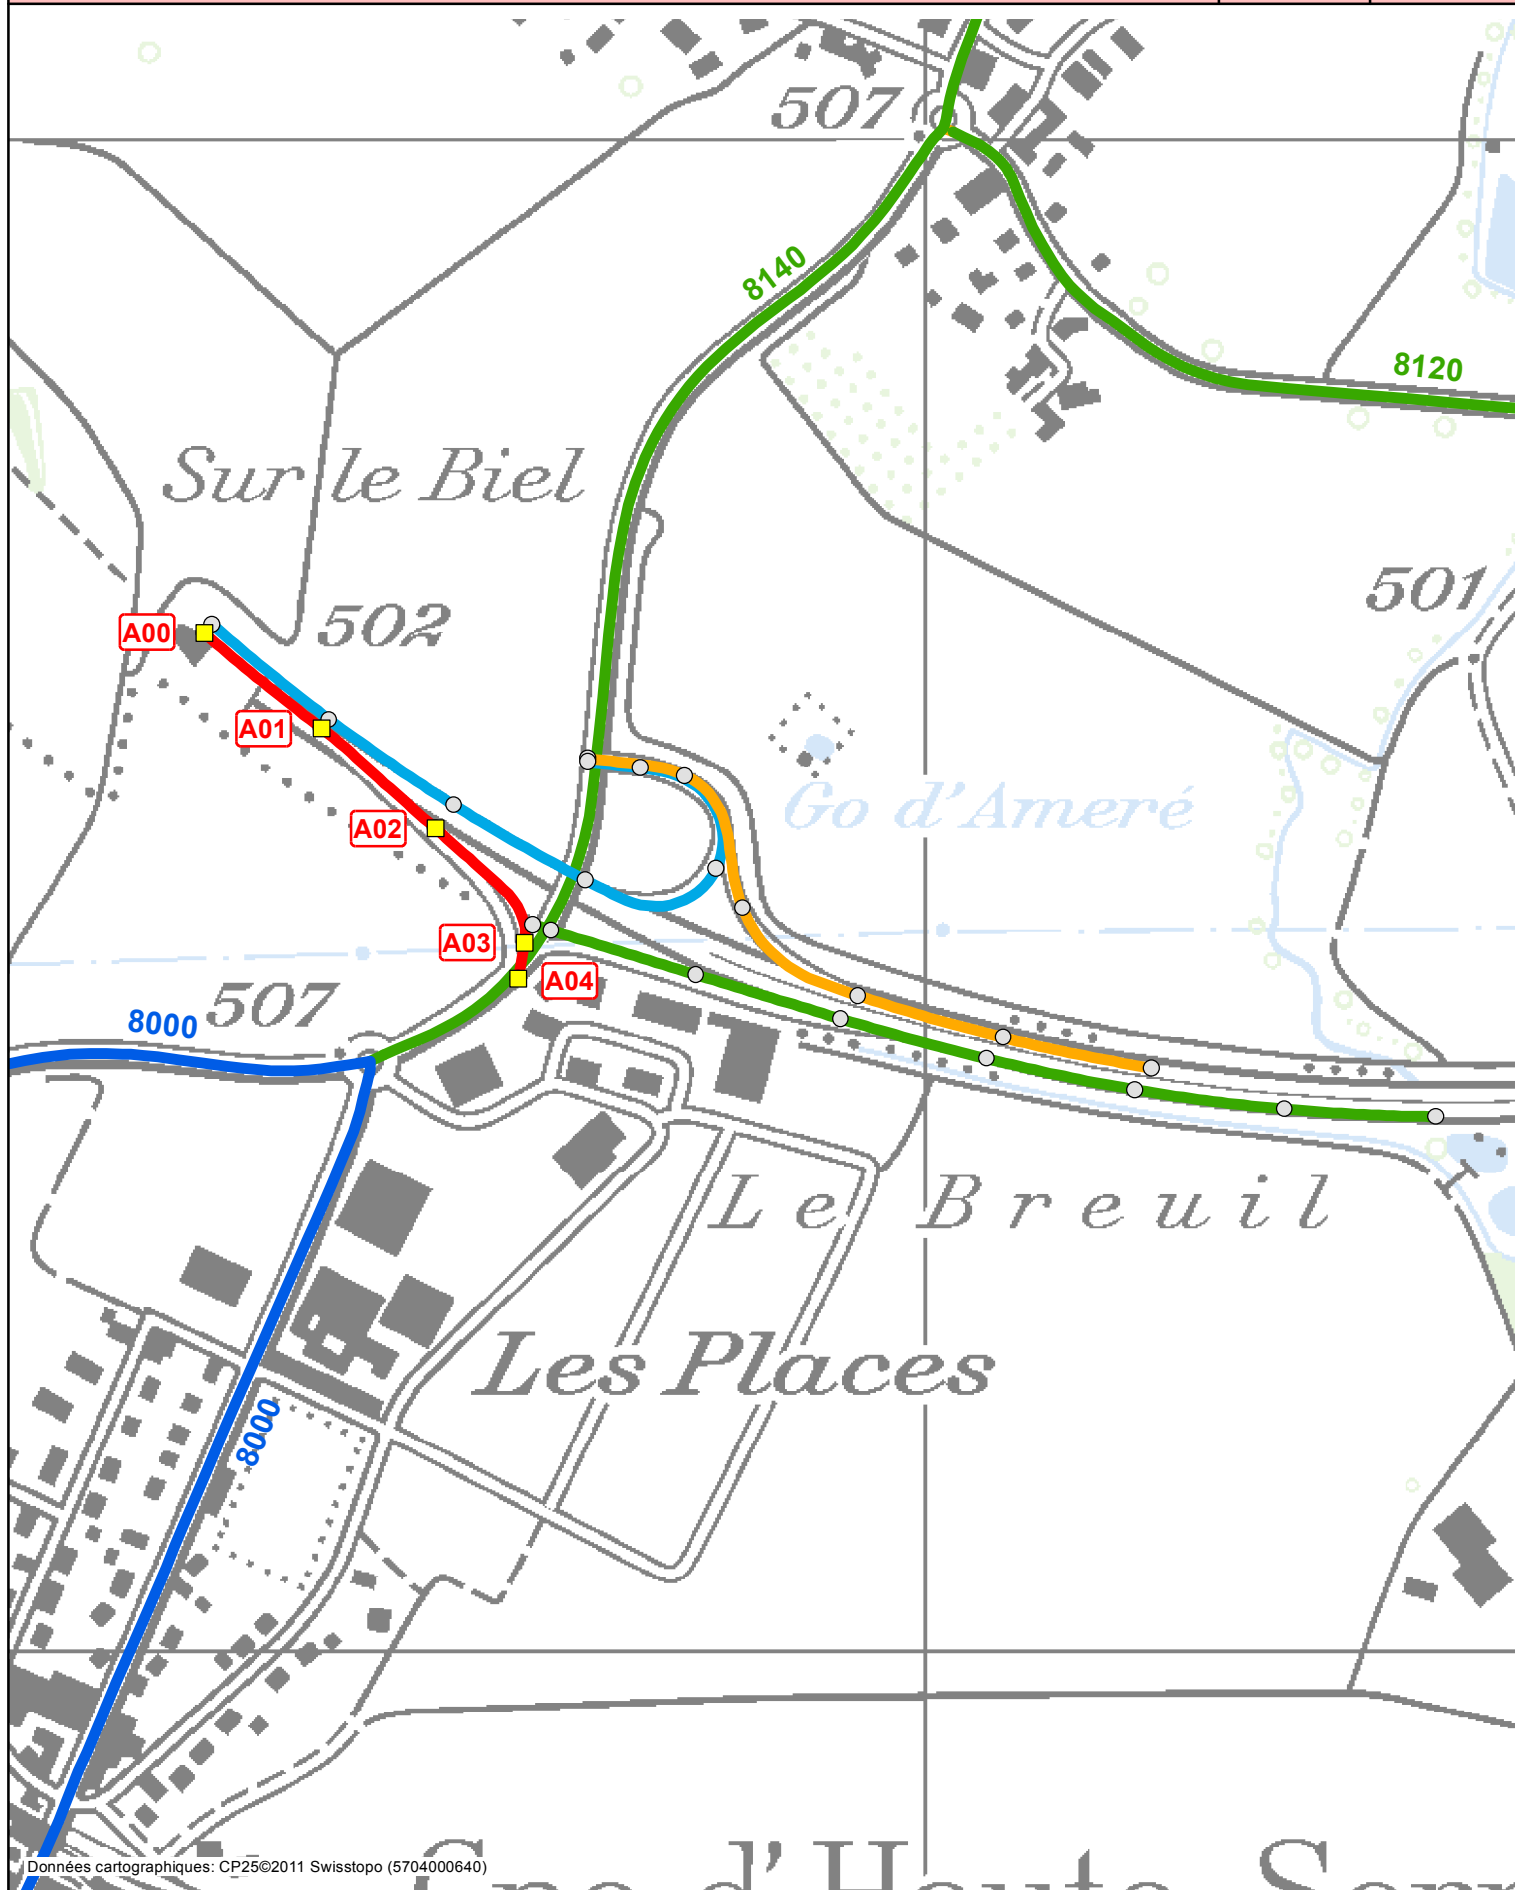 507
8140
8120
Sur le Biel
501
502
A00
A01
Go d'Ameré
A02
A03
A04
507
8000
Le Breuil
Les Places
8000
Données cartographiques: CP25©2011 Swisstopo (5704000640)